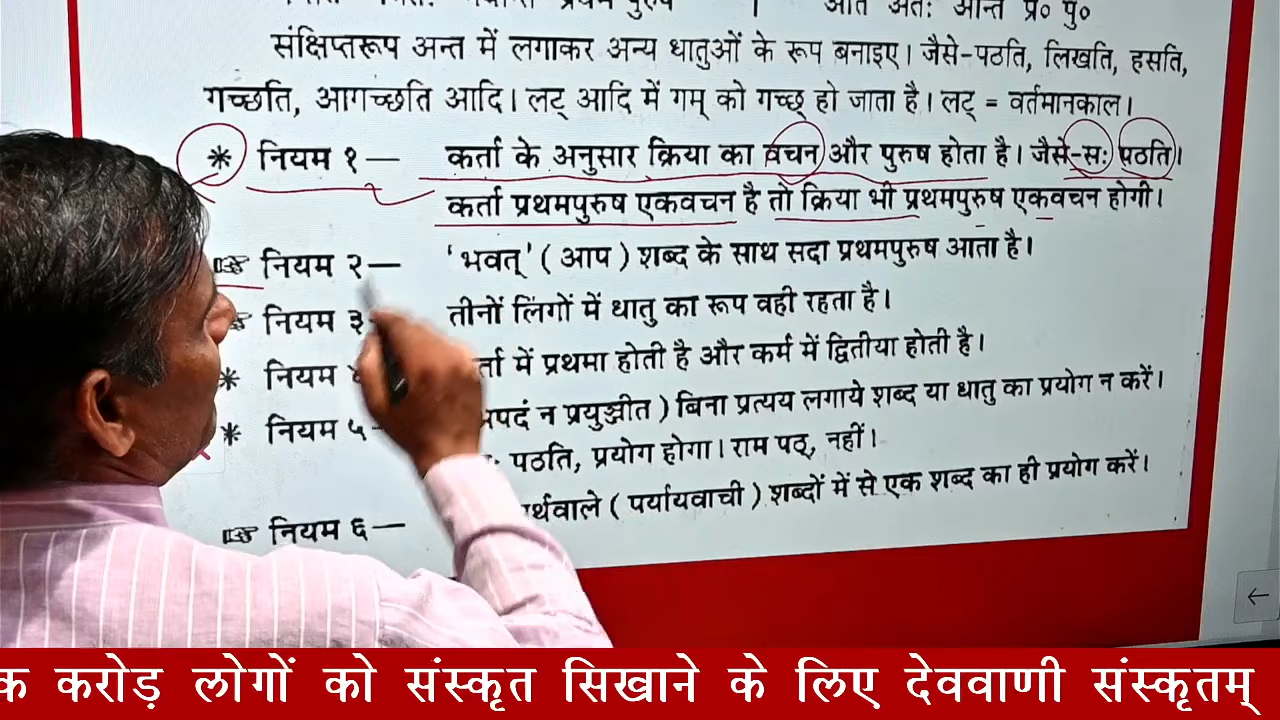 संक्षिप्तरूप अन्त में लगाकर अन्य धातुओं के रूप बनाइए। जैसे-पठति, लिखति, हसति,
गच्छति, आगच्छति आदि। लट् आदि में गम् को गच्छ् हो जाता है। लट् = वर्तमानकाल।
* नियम १— कर्ता के अनुसार क्रिया का वचन और पुरुष होता है। जैसे-सः पठति।
कर्ता प्रथमपुरुष एकवचन है तो क्रिया भी प्रथमपुरुष एकवचन होगी।
☞ नियम २— 'भवत्' ( आप ) शब्द के साथ सदा प्रथमपुरुष आता है।
नियम ३- तीनों लिंगों में धातु का रूप वही रहता है।
* नियम में प्रथमा होती है और कर्म में द्वितीया होती है।
* नियम ५- न प्रयुञ्जीत ) बिना प्रत्यय लगाये शब्द या धातु का प्रयोग न करें।
पठति, प्रयोग होगा। राम पठ्, नहीं।
☞ नियम ६— ( पर्यायवाची ) शब्दों में से एक शब्द का ही प्रयोग करें।
करोड़ लोगों को संस्कृत सिखाने के लिए देववाणी संस्कृतम्